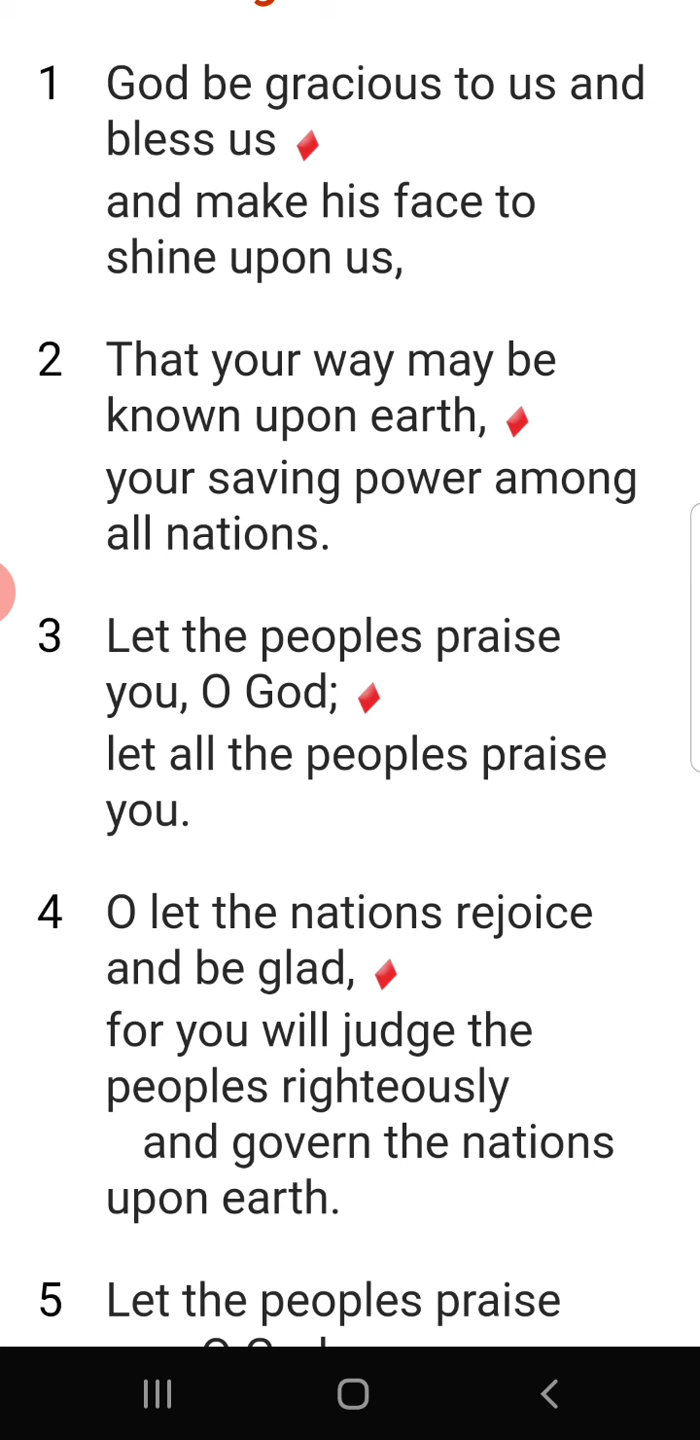 1 God be gracious to us and
bless us ♦
and make his face to
shine upon us,
2 That your way may be
known upon earth, ♦
your saving power among
all nations.
3 Let the peoples praise
you, O God; ♦
let all the peoples praise
you.
4 O let the nations rejoice
and be glad, ♦
for you will judge the
peoples righteously
and govern the nations
upon earth.
5 Let the peoples praise